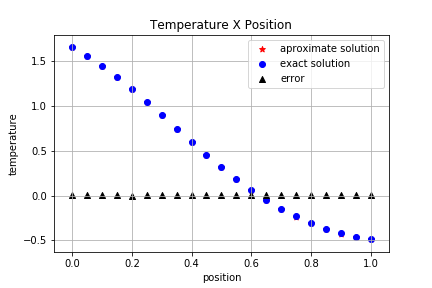 Temperature X Position
aproximate solution
exact solution
error
1.5
1.0
0.5
0.0
−0.5
temperature
0.0 0.2 0.4 0.6 0.8 1.0
position